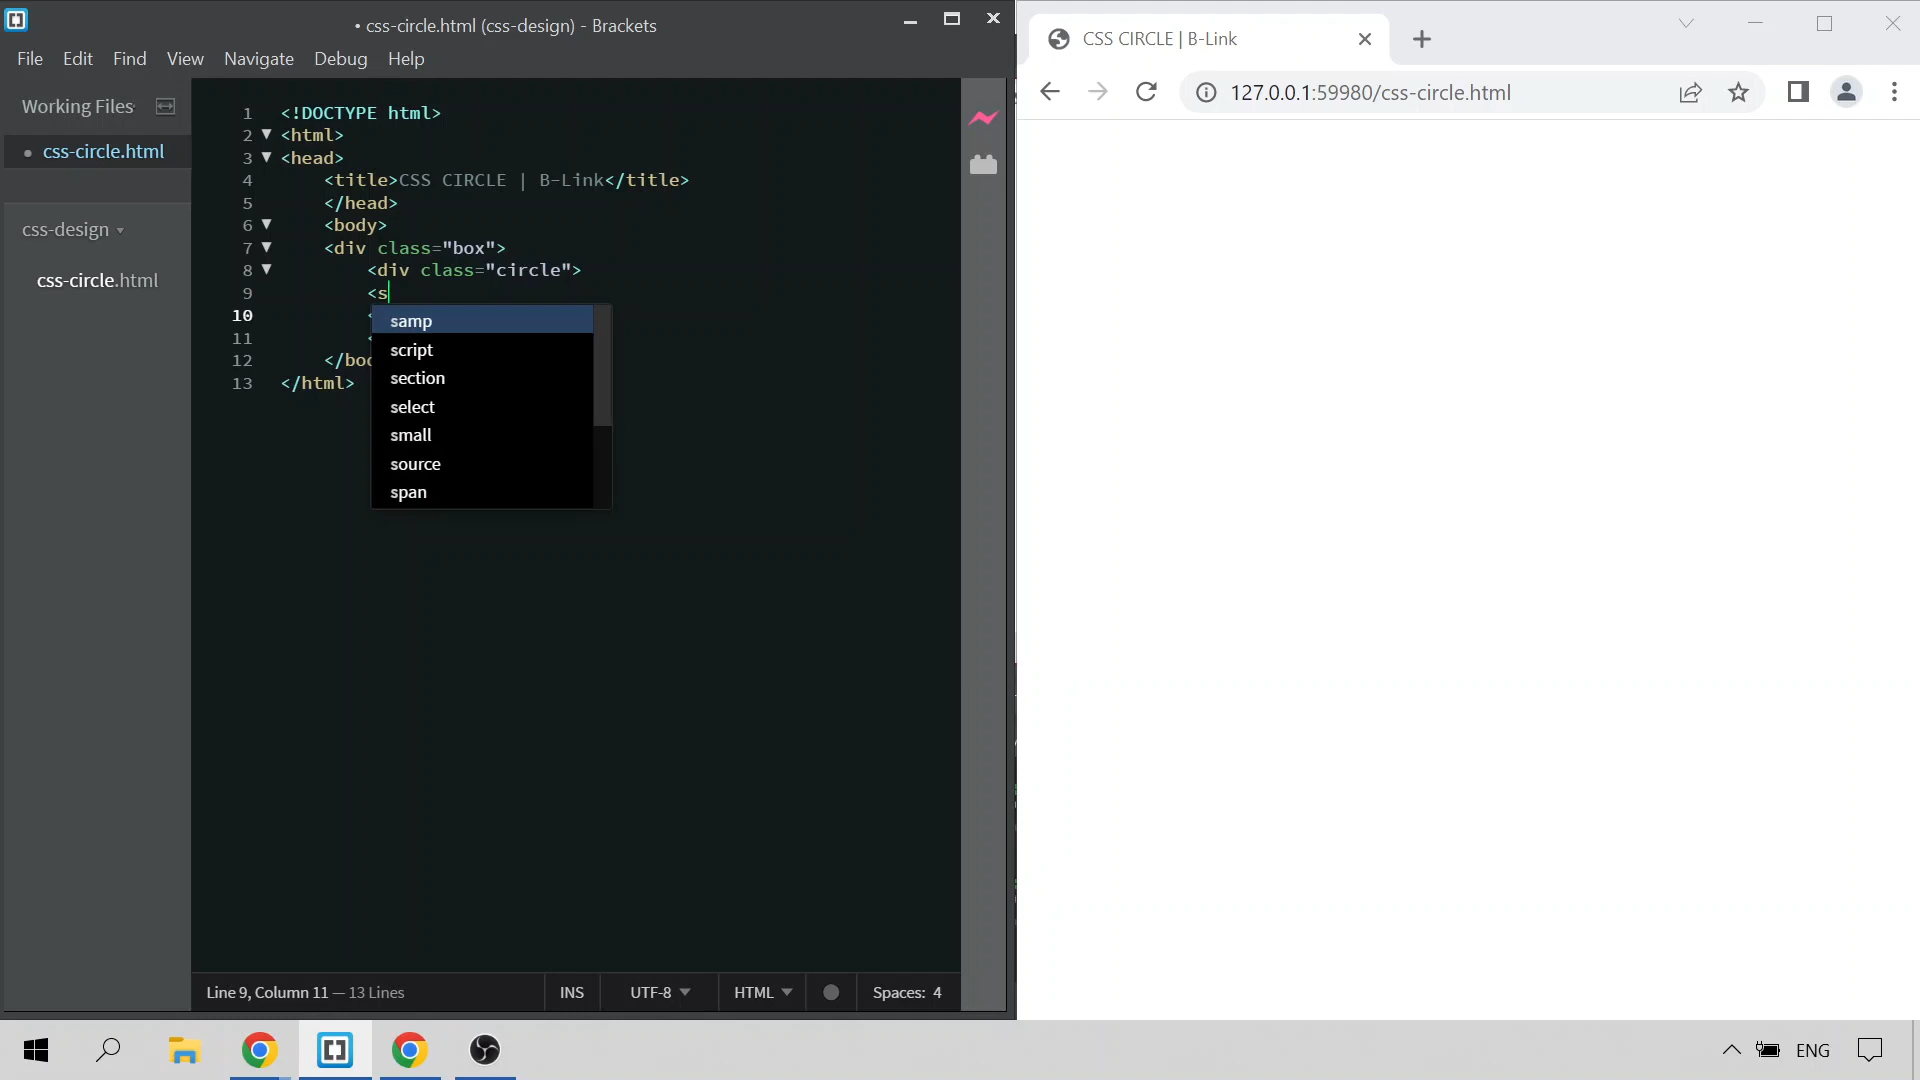 • css-circle.html (css-design) - Brackets
File Edit Find View Navigate Debug Help
Working Files
• css-circle.html
css-design
css-circle.html
1 <!DOCTYPE html>
2 <html>
3 <head>
4 <title>CSS CIRCLE | B-Link</title>
5 </head>
6 <body>
7 <div class="box">
8 <div class="circle">
9 <s
10 <
11 <
12 </bod
13 </html>
samp
script
section
select
small
source
span
Line 9, Column 11 — 13 Lines
INS
UTF-8
HTML
Spaces: 4
CSS CIRCLE | B-Link
127.0.0.1:59980/css-circle.html
ENG